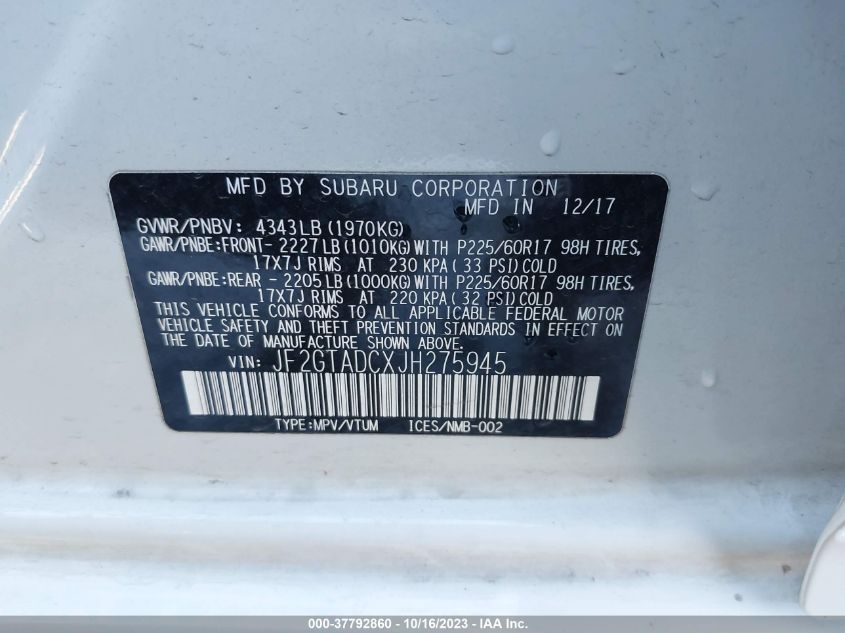 MFD BY SUBARU CORPORATION
MFD IN 12/17
GVWR/PNBV: 4343LB (1970KG)
GAWR/PNBE:FRONT- 2227LB(1010KG) WITH P225/60R17 98H TIRES,
17X7J RIMS AT 230 KPA (33 PSI) COLD
GAWR/PNBE:REAR - 2205LB(1000KG) WITH P225/60R17 98H TIRES,
17X7J RIMS AT 220 KPA (32 PSI) COLD
THIS VEHICLE CONFORMS TO ALL APPLICABLE FEDERAL MOTOR
VEHICLE SAFETY AND THEFT PREVENTION STANDARDS IN EFFECT ON
THE DATE OF MANUFACTURE SHOWN ABOVE.
VIN: JF2GTADCXJH275945
TYPE:MPV/VTUM ICES/NMB-002
000-37792860 - 10/16/2023 - IAA Inc.